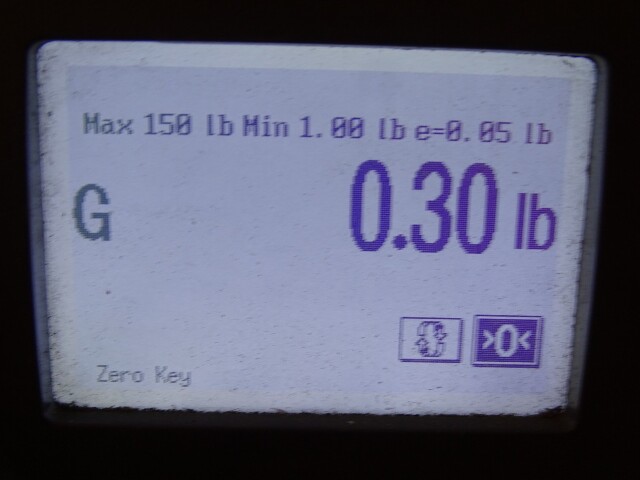 Max 150 lb Min 1.00 lb e=0.05 lb
G 0.30 lb
>0<
Zero Key